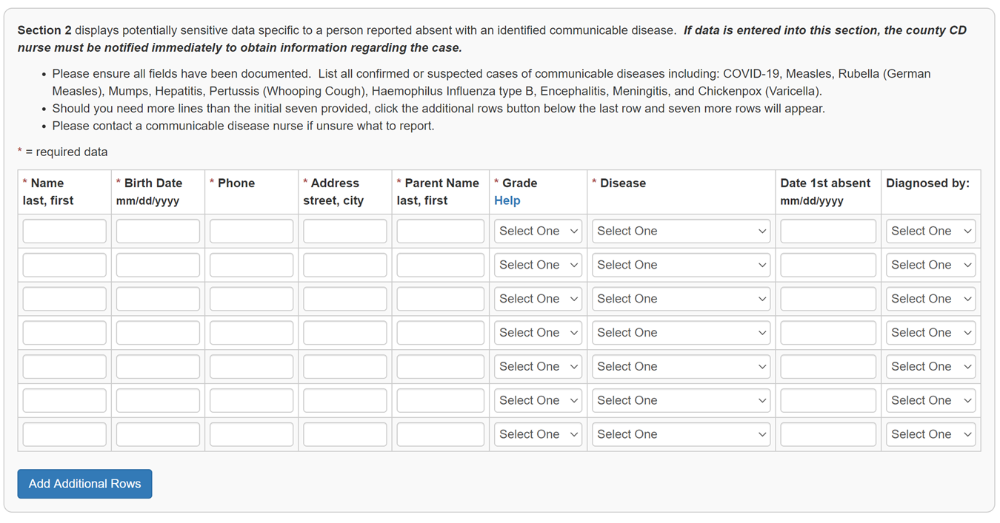 Section 2 displays potentially sensitive data specific to a person reported absent with an identified communicable disease.  If data is entered into this section, the county CD
nurse must be notified immediately to obtain information regarding the case.
• Please ensure all fields have been documented.  List all confirmed or suspected cases of communicable diseases including: COVID-19, Measles, Rubella (German
Measles), Mumps, Hepatitis, Pertussis (Whooping Cough), Haemophilus Influenza type B, Encephalitis, Meningitis, and Chickenpox (Varicella).
• Should you need more lines than the initial seven provided, click the additional rows button below the last row and seven more rows will appear.
• Please contact a communicable disease nurse if unsure what to report.
* = required data
* Name * Birth Date * Phone * Address * Parent Name * Grade * Disease Date 1st absent Diagnosed by:
last, first mm/dd/yyyy street, city last, first Help mm/dd/yyyy
Select One Select One Select One
Select One Select One Select One
Select One Select One Select One
Select One Select One Select One
Select One Select One Select One
Select One Select One Select One
Select One Select One Select One
Add Additional Rows